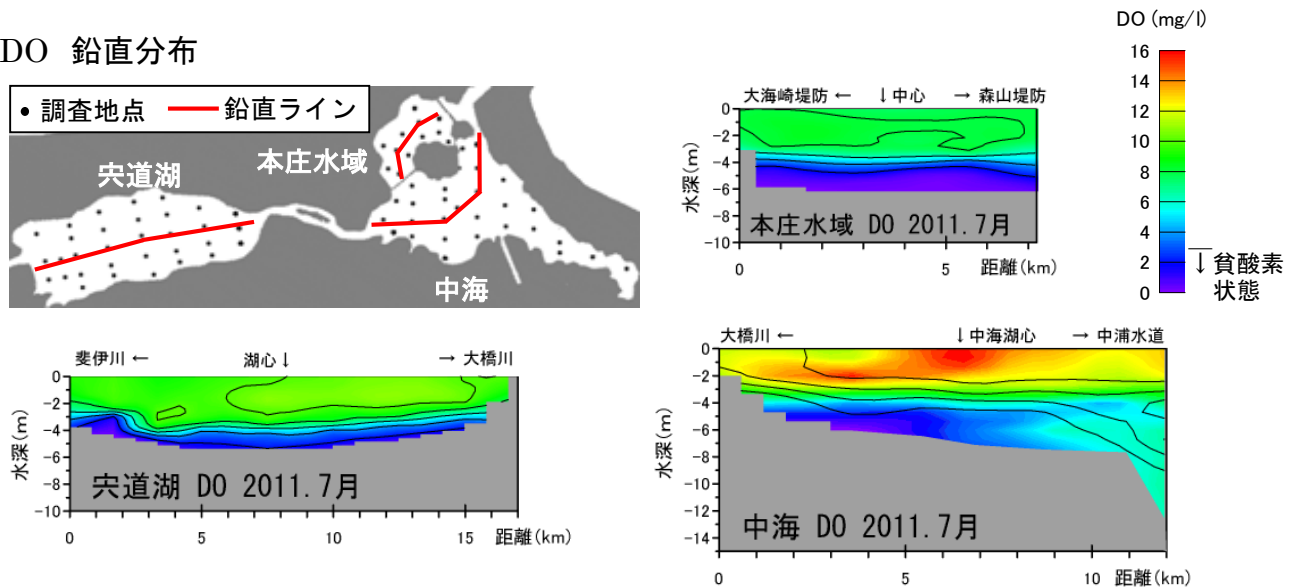 DO 鉛直分布
• 調査地点 ━ 鉛直ライン
宍道湖
本庄水域
中海
大海崎堤防 ← ↓中心 → 森山堤防
0
-2
-4
-6
-8
-10
水深(m)
本庄水域 DO 2011.7月
0 5 距離(km)
DO (mg/l)
16
14
12
10
8
6
4
2
0
↓ 貧酸素
状態
斐伊川 ← 湖心↓ → 大橋川
0
-2
-4
-6
-8
-10
水深(m)
宍道湖 DO 2011.7月
0 5 10 15 距離(km)
大橋川 ← ↓中海湖心 → 中浦水道
0
-2
-4
-6
-8
-10
-12
-14
水深(m)
中海 DO 2011.7月
0 5 10 距離(km)